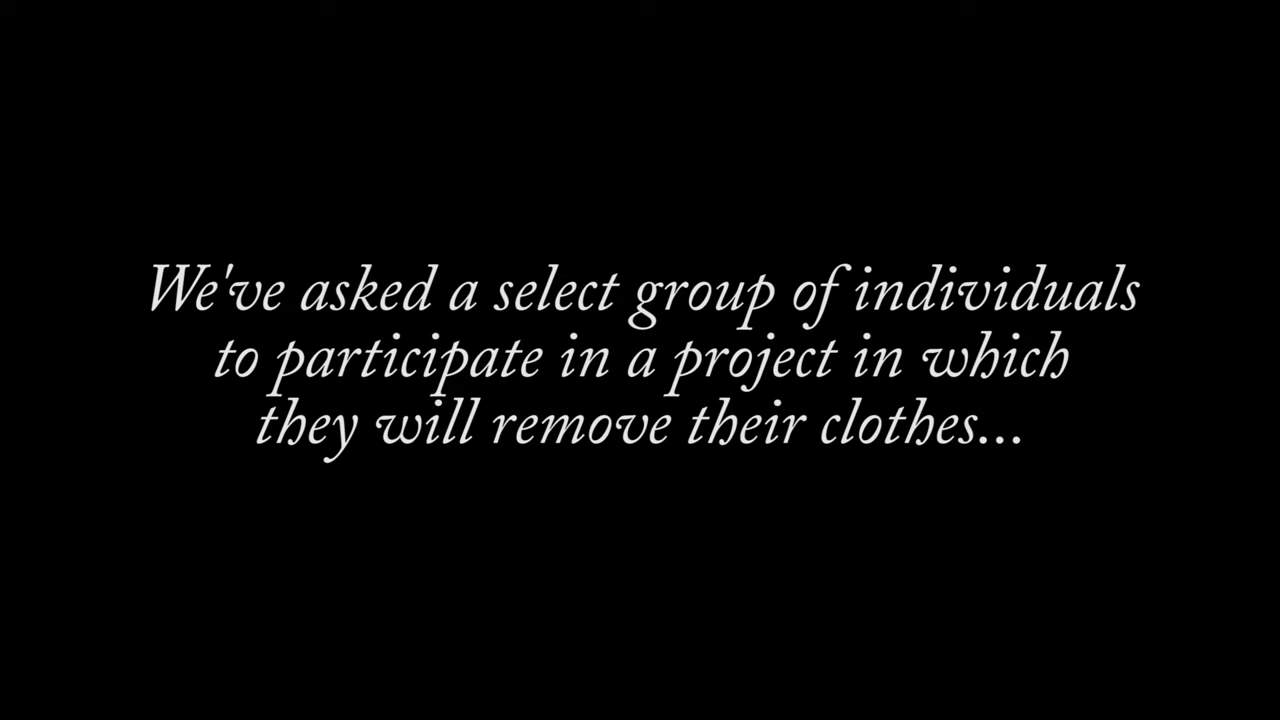 We've asked a select group of individuals
to participate in a project in which
they will remove their clothes...